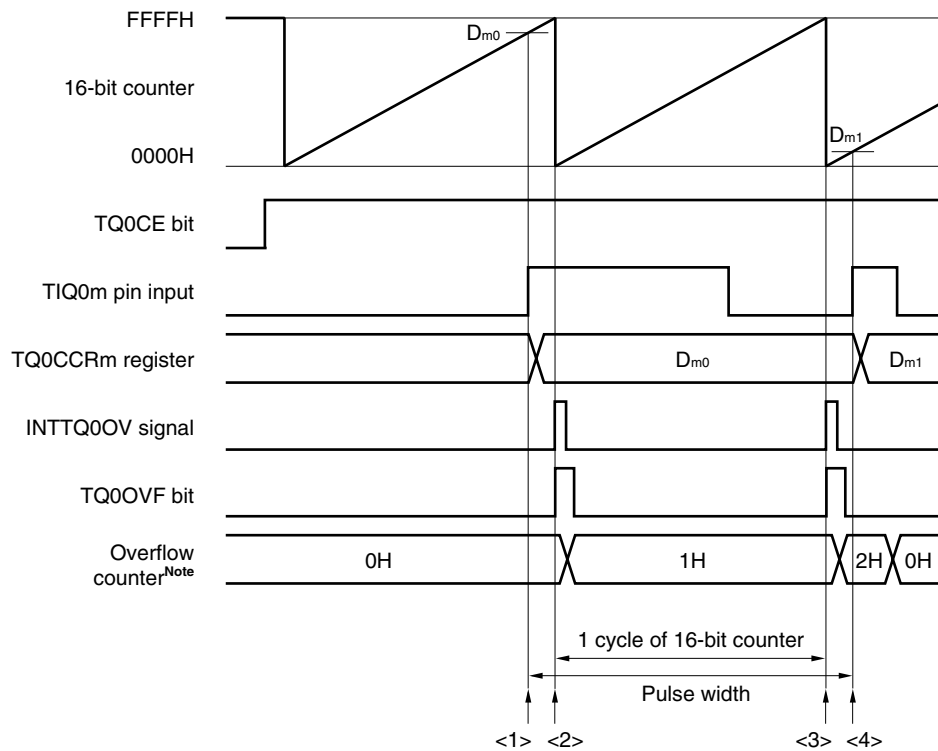 FFFFH
Dm0
16-bit counter
0000H
Dm1
TQ0CE bit
TIQ0m pin input
TQ0CCRm register
Dm0
Dm1
INTTQ0OV signal
TQ0OVF bit
Overflow
counterNote
0H
1H
2H
0H
1 cycle of 16-bit counter
Pulse width
<1> <2> <3> <4>